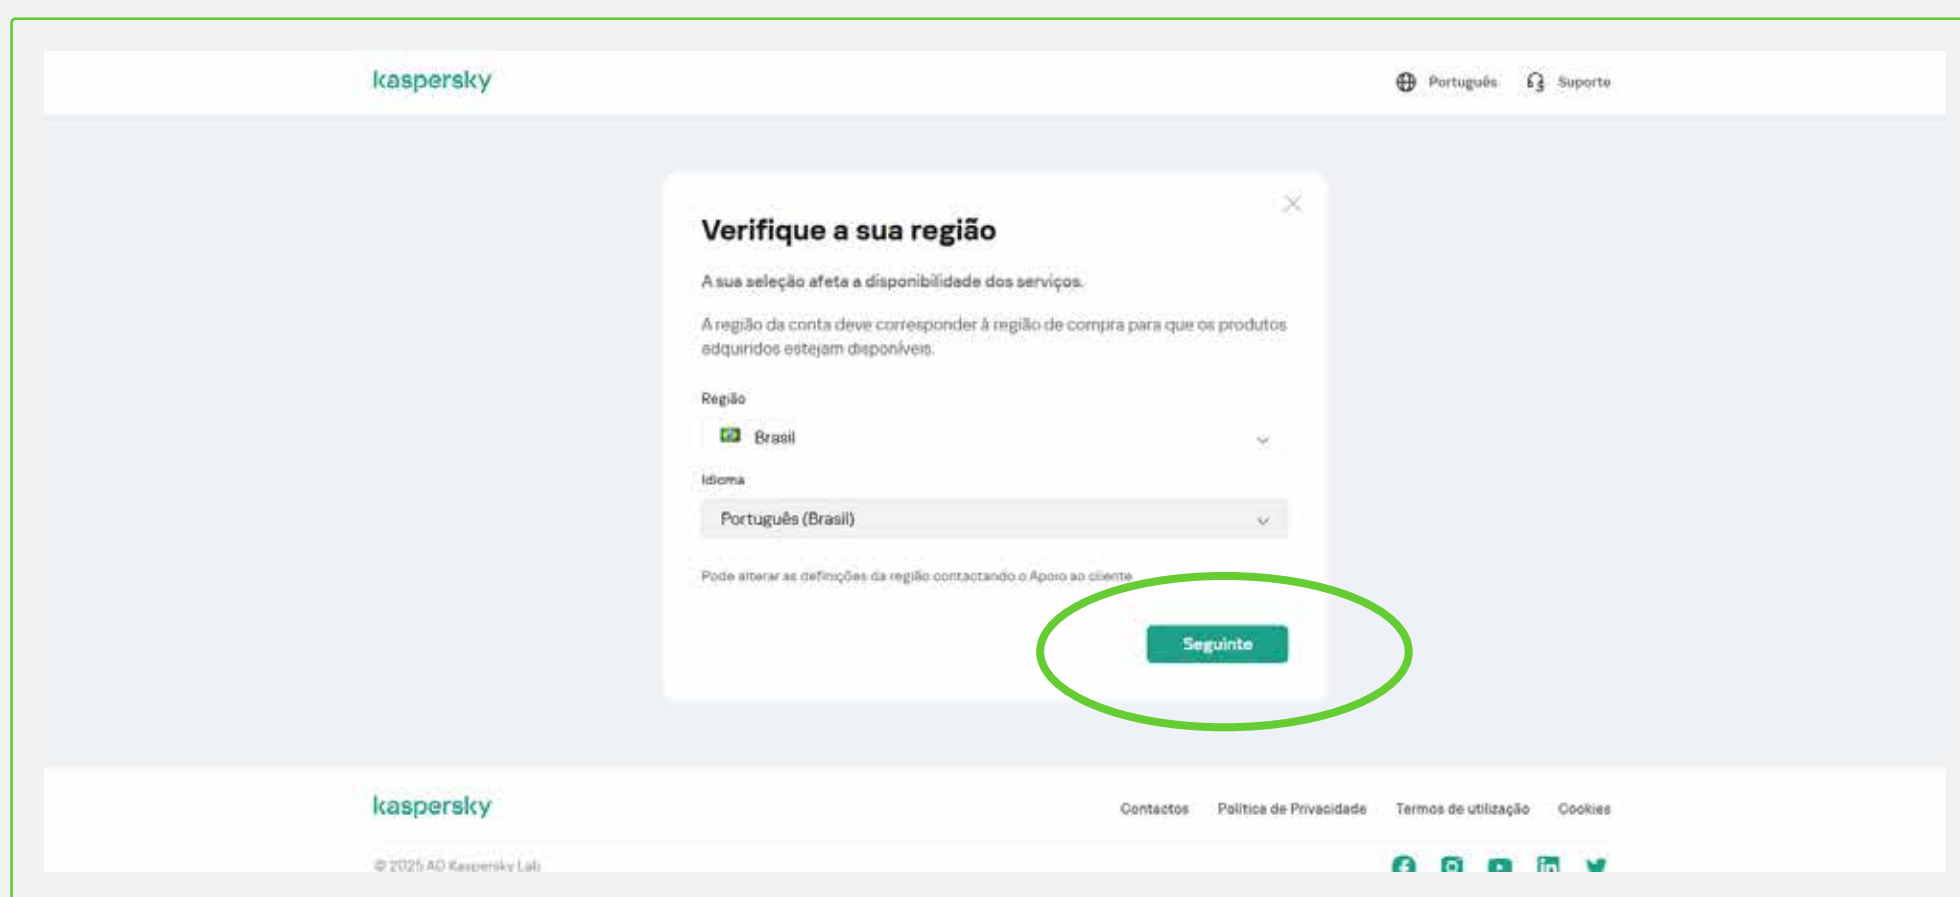 kaspersky
Português
Suporte
Verifique a sua região
A sua seleção afeta a disponibilidade dos serviços.
A região da conta deve corresponder à região de compra para que os produtos
adquiridos estejam disponíveis.
Região
Brasil
Idioma
Português (Brasil)
Pode alterar as definições da região contactando o Apoio ao cliente
Seguinte
kaspersky
Contactos
Política de Privacidade
Termos de utilização
Cookies
© 2025 AO Kaspersky Lab